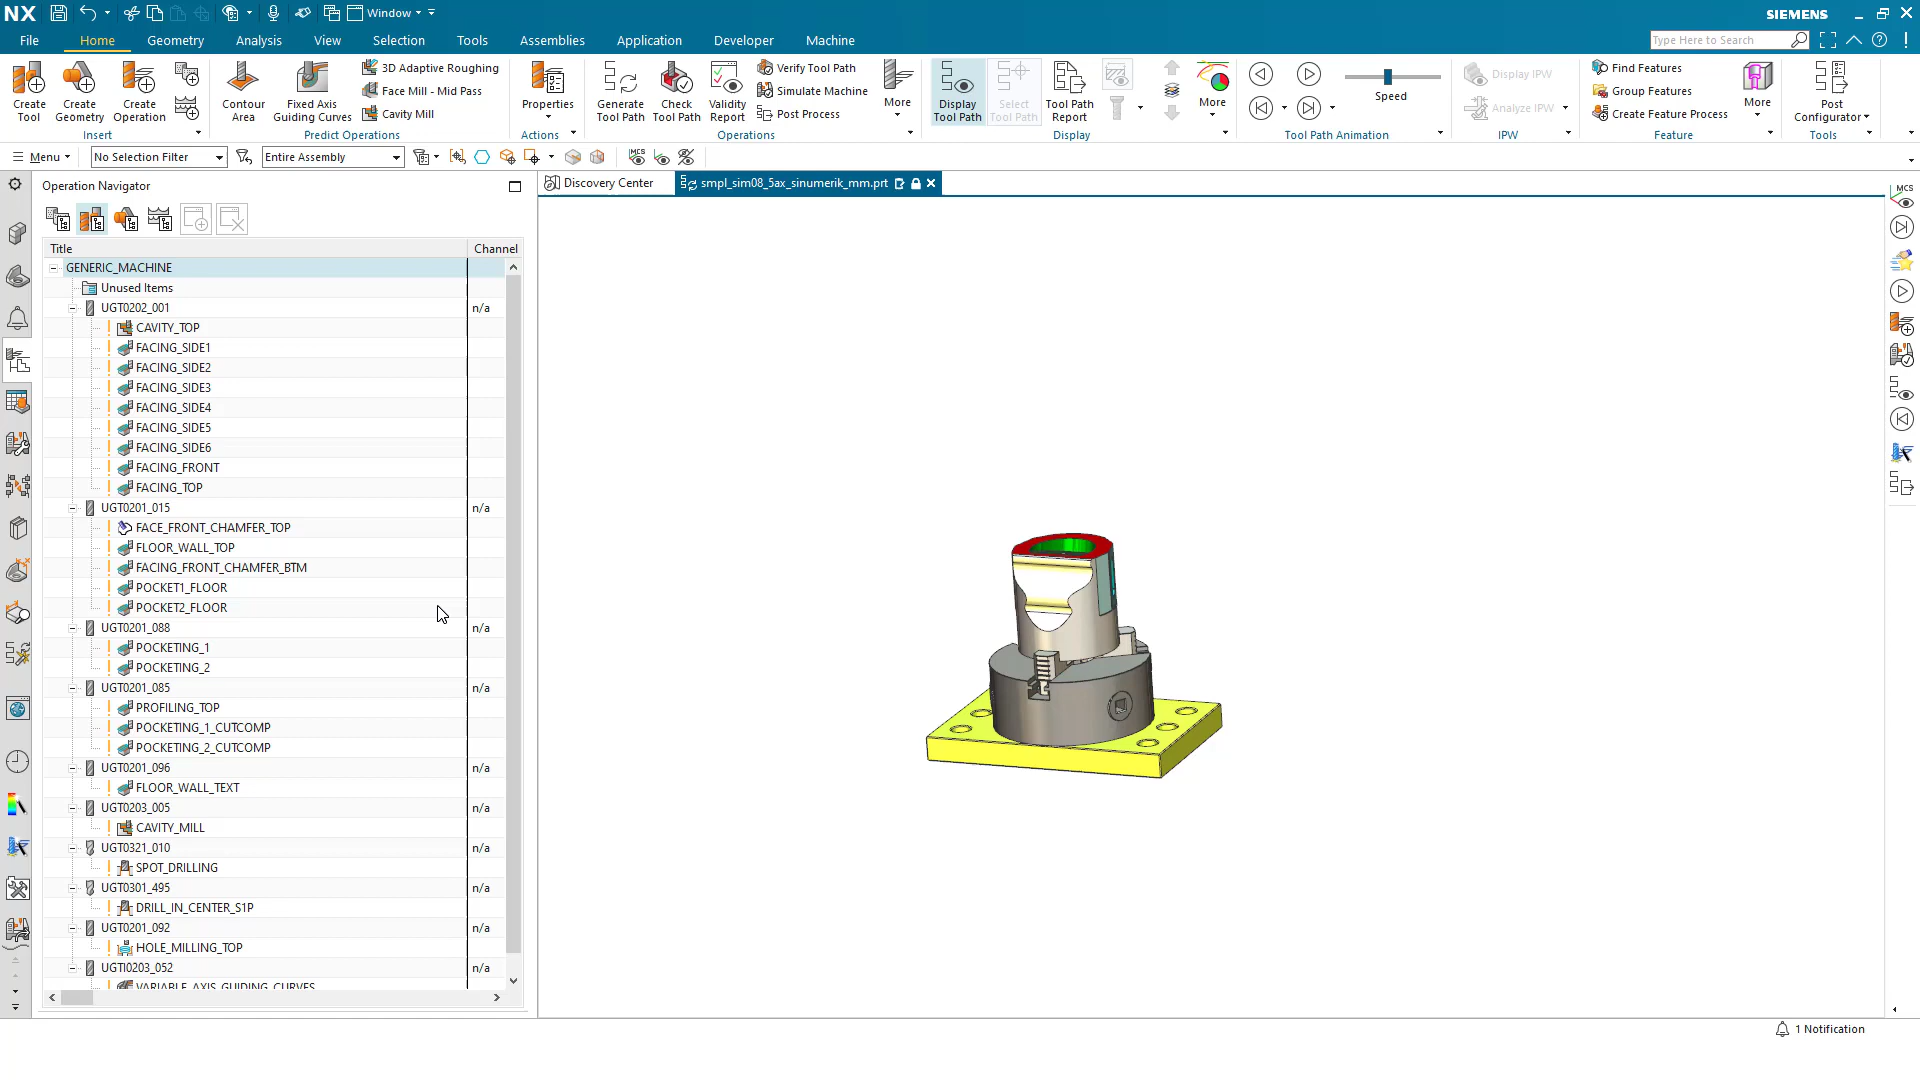 NX Window SIEMENS
File Home Geometry Analysis View Selection Tools Assemblies Application Developer Machine Type Here to Search
Create Tool
Create Geometry
Create Operation
Insert
Contour Area
Fixed Axis Guiding Curves
3D Adaptive Roughing
Face Mill - Mid Pass
Cavity Mill
Predict Operations
Properties
Actions
Generate Tool Path
Check Tool Path
Validity Report
Verify Tool Path
Simulate Machine
Post Process
More
Operations
Display Tool Path
Select Tool Path
Tool Path Report
More
Display
Speed
Tool Path Animation
Display IPW
Analyze IPW
IPW
Find Features
Group Features
Create Feature Process
More
Feature
Post Configurator
Tools
Menu No Selection Filter Entire Assembly MCS
Operation Navigator
Discovery Center smpl_sim08_5ax_sinumerik_mm.prt
MCS
Title Channel
GENERIC_MACHINE
Unused Items
UGT0202_001 n/a
CAVITY_TOP
FACING_SIDE1
FACING_SIDE2
FACING_SIDE3
FACING_SIDE4
FACING_SIDE5
FACING_SIDE6
FACING_FRONT
FACING_TOP
UGT0201_015 n/a
FACE_FRONT_CHAMFER_TOP
FLOOR_WALL_TOP
FACING_FRONT_CHAMFER_BTM
POCKET1_FLOOR
POCKET2_FLOOR
UGT0201_088 n/a
POCKETING_1
POCKETING_2
UGT0201_085 n/a
PROFILING_TOP
POCKETING_1_CUTCOMP
POCKETING_2_CUTCOMP
UGT0201_096 n/a
FLOOR_WALL_TEXT
UGT0203_005 n/a
CAVITY_MILL
UGT0321_010 n/a
SPOT_DRILLING
UGT0301_495 n/a
DRILL_IN_CENTER_S1P
UGT0201_092 n/a
HOLE_MILLING_TOP
UGTI0203_052 n/a
VARIABLE_AXIS_GUIDING_CURVES
1 Notification